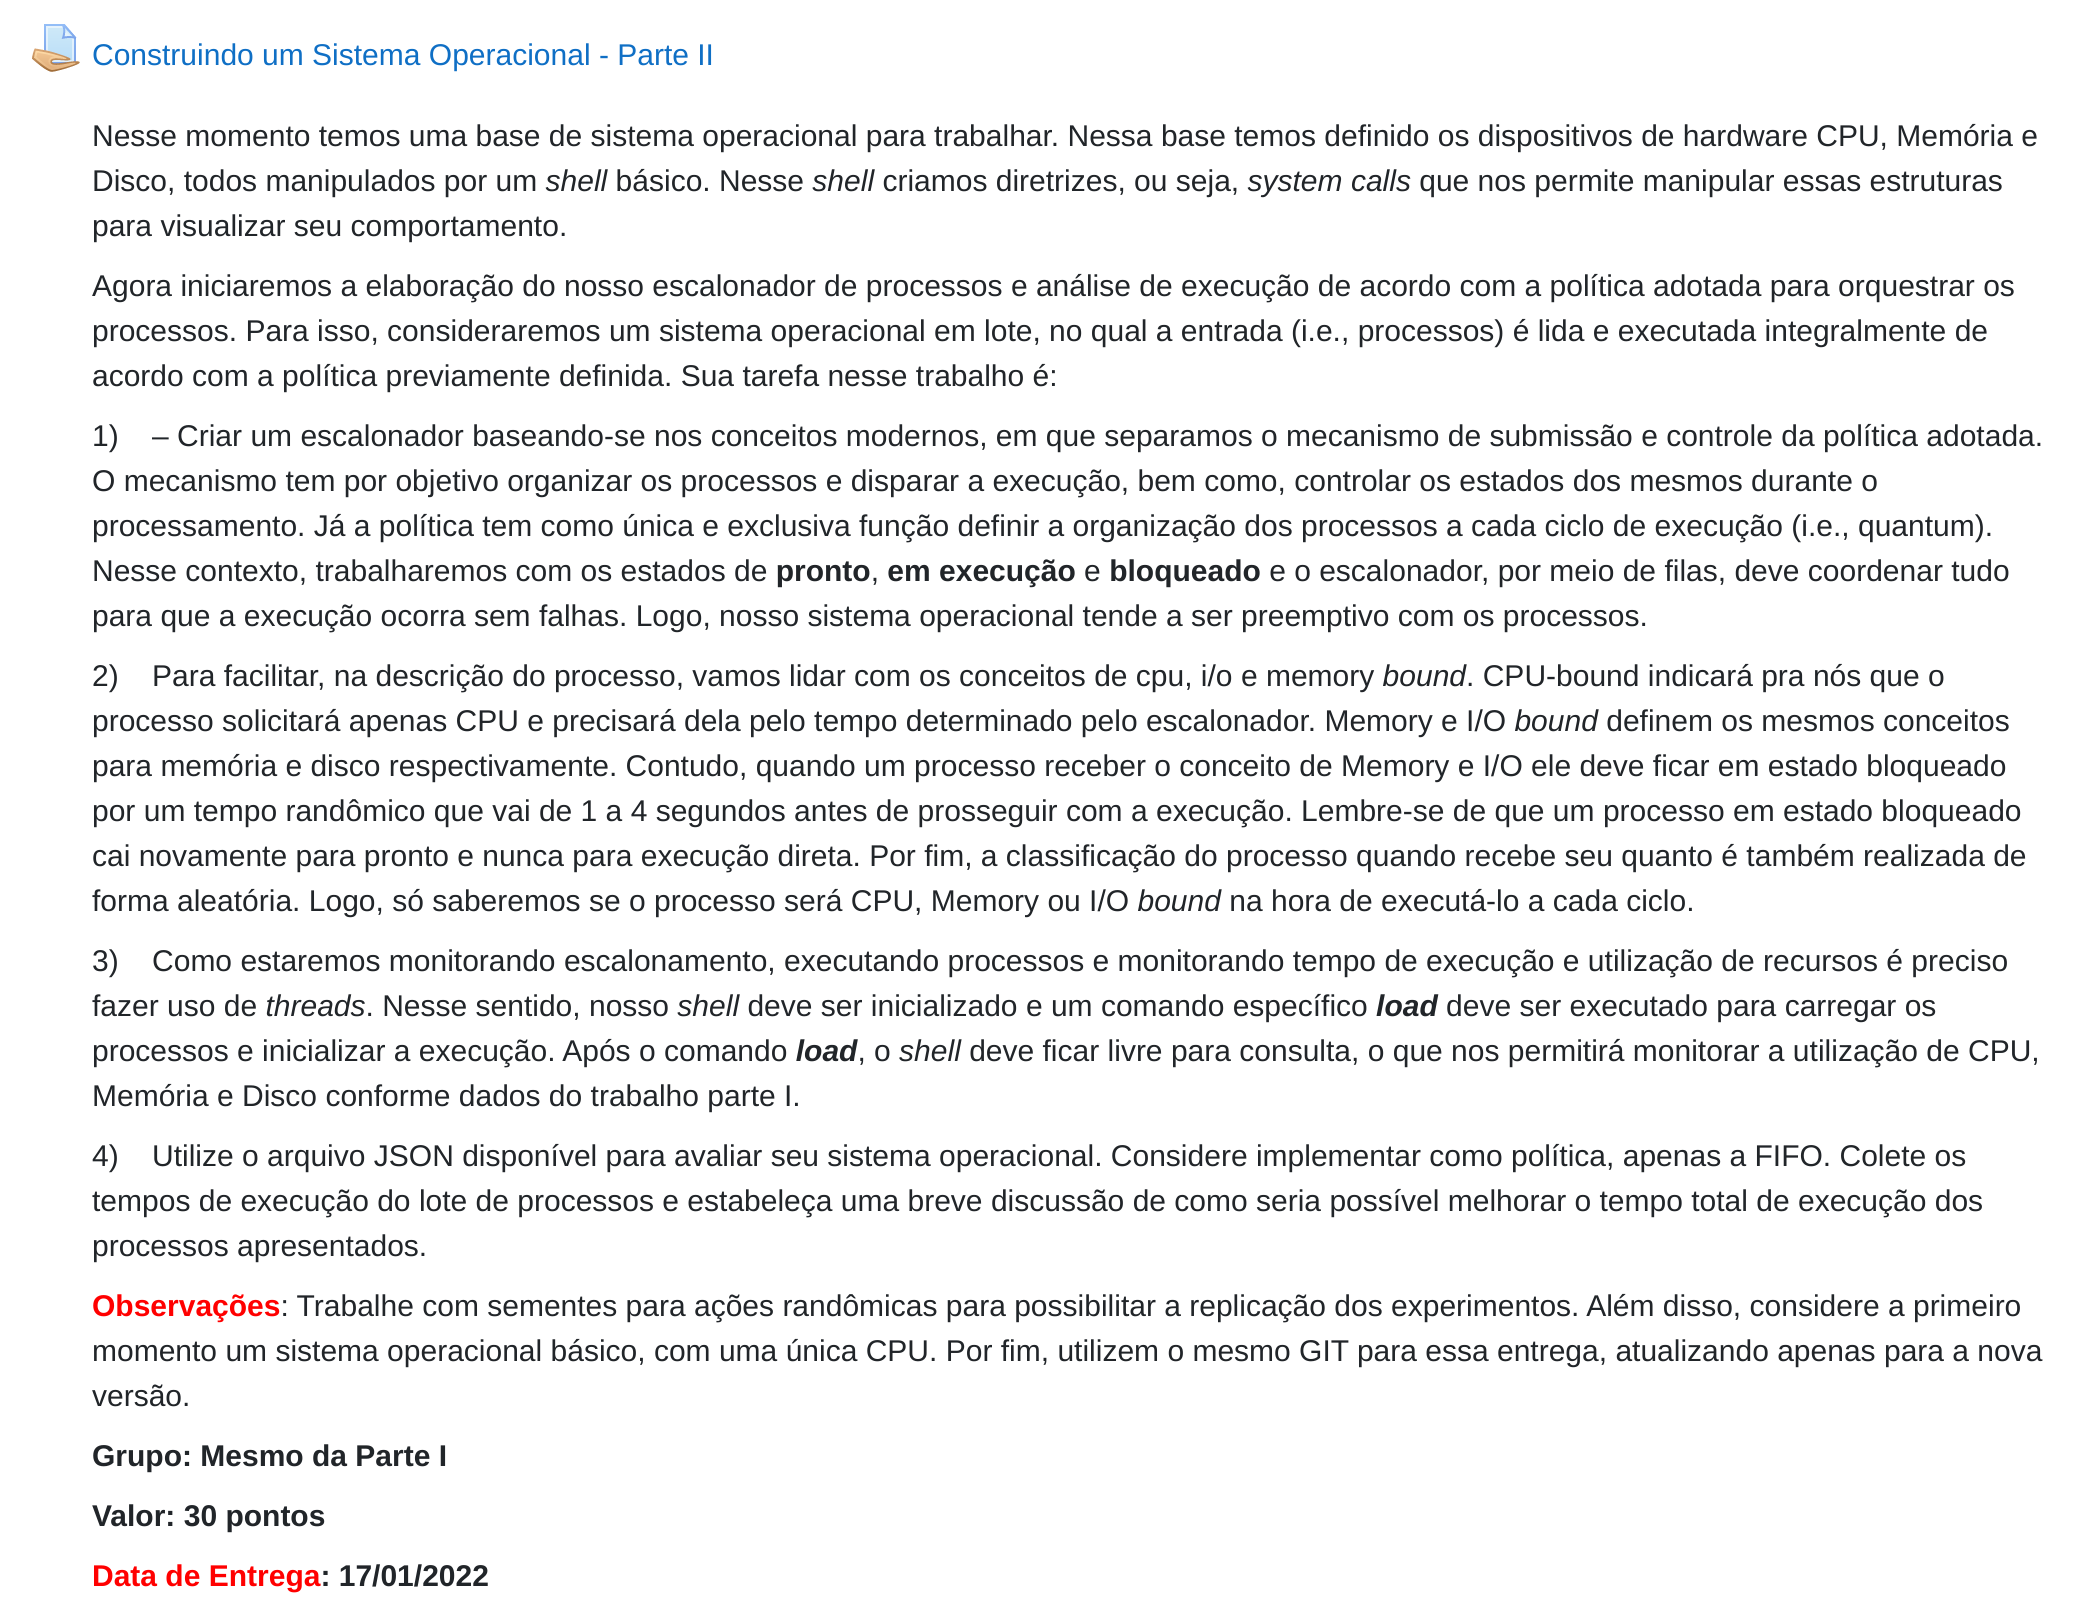 Construindo um Sistema Operacional - Parte II
Nesse momento temos uma base de sistema operacional para trabalhar. Nessa base temos definido os dispositivos de hardware CPU, Memória e
Disco, todos manipulados por um shell básico. Nesse shell criamos diretrizes, ou seja, system calls que nos permite manipular essas estruturas
para visualizar seu comportamento.
Agora iniciaremos a elaboração do nosso escalonador de processos e análise de execução de acordo com a política adotada para orquestrar os
processos. Para isso, consideraremos um sistema operacional em lote, no qual a entrada (i.e., processos) é lida e executada integralmente de
acordo com a política previamente definida. Sua tarefa nesse trabalho é:
1) – Criar um escalonador baseando-se nos conceitos modernos, em que separamos o mecanismo de submissão e controle da política adotada.
O mecanismo tem por objetivo organizar os processos e disparar a execução, bem como, controlar os estados dos mesmos durante o
processamento. Já a política tem como única e exclusiva função definir a organização dos processos a cada ciclo de execução (i.e., quantum).
Nesse contexto, trabalharemos com os estados de pronto, em execução e bloqueado e o escalonador, por meio de filas, deve coordenar tudo
para que a execução ocorra sem falhas. Logo, nosso sistema operacional tende a ser preemptivo com os processos.
2) Para facilitar, na descrição do processo, vamos lidar com os conceitos de cpu, i/o e memory bound. CPU-bound indicará pra nós que o
processo solicitará apenas CPU e precisará dela pelo tempo determinado pelo escalonador. Memory e I/O bound definem os mesmos conceitos
para memória e disco respectivamente. Contudo, quando um processo receber o conceito de Memory e I/O ele deve ficar em estado bloqueado
por um tempo randômico que vai de 1 a 4 segundos antes de prosseguir com a execução. Lembre-se de que um processo em estado bloqueado
cai novamente para pronto e nunca para execução direta. Por fim, a classificação do processo quando recebe seu quanto é também realizada de
forma aleatória. Logo, só saberemos se o processo será CPU, Memory ou I/O bound na hora de executá-lo a cada ciclo.
3) Como estaremos monitorando escalonamento, executando processos e monitorando tempo de execução e utilização de recursos é preciso
fazer uso de threads. Nesse sentido, nosso shell deve ser inicializado e um comando específico load deve ser executado para carregar os
processos e inicializar a execução. Após o comando load, o shell deve ficar livre para consulta, o que nos permitirá monitorar a utilização de CPU,
Memória e Disco conforme dados do trabalho parte I.
4) Utilize o arquivo JSON disponível para avaliar seu sistema operacional. Considere implementar como política, apenas a FIFO. Colete os
tempos de execução do lote de processos e estabeleça uma breve discussão de como seria possível melhorar o tempo total de execução dos
processos apresentados.
Observações: Trabalhe com sementes para ações randômicas para possibilitar a replicação dos experimentos. Além disso, considere a primeiro
momento um sistema operacional básico, com uma única CPU. Por fim, utilizem o mesmo GIT para essa entrega, atualizando apenas para a nova
versão.
Grupo: Mesmo da Parte I
Valor: 30 pontos
Data de Entrega: 17/01/2022